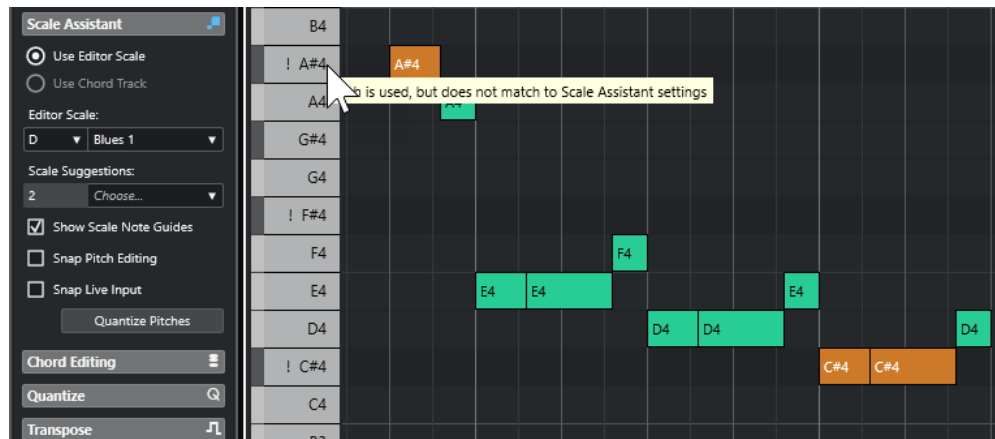 Scale Assistant
Use Editor Scale
Use Chord Track
Editor Scale:
D Blues 1
Scale Suggestions:
2 Choose...
Show Scale Note Guides
Snap Pitch Editing
Snap Live Input
Quantize Pitches
Chord Editing
Quantize Q
Transpose
B4
! A#4 A#4
is used, but does not match to Scale Assistant settings
A4 A4
G#4
G4
! F#4
F4 F4
E4 E4 E4 E4
D4 D4 D4 D4
! C#4 C#4 C#4
C4